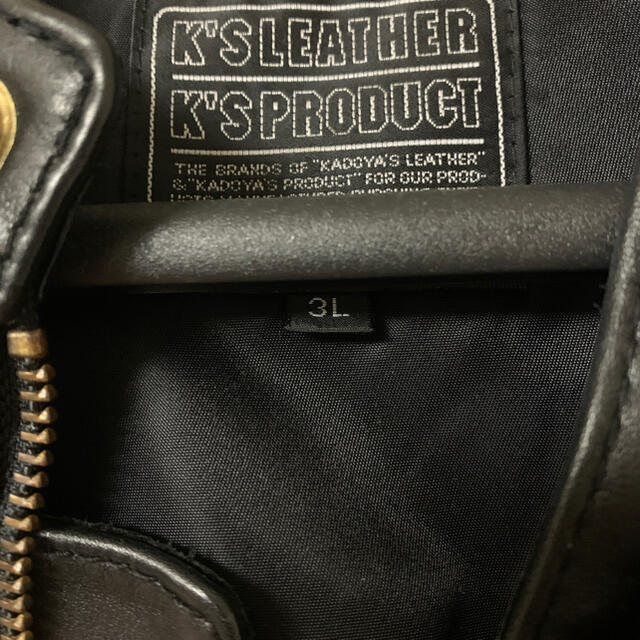 K'S LEATHER
K'S PRODUCT
THE BRANDS OF "KADOYA'S LEATHER"
& "KADOYA'S PRODUCT" FOR OUR PROD-
3L